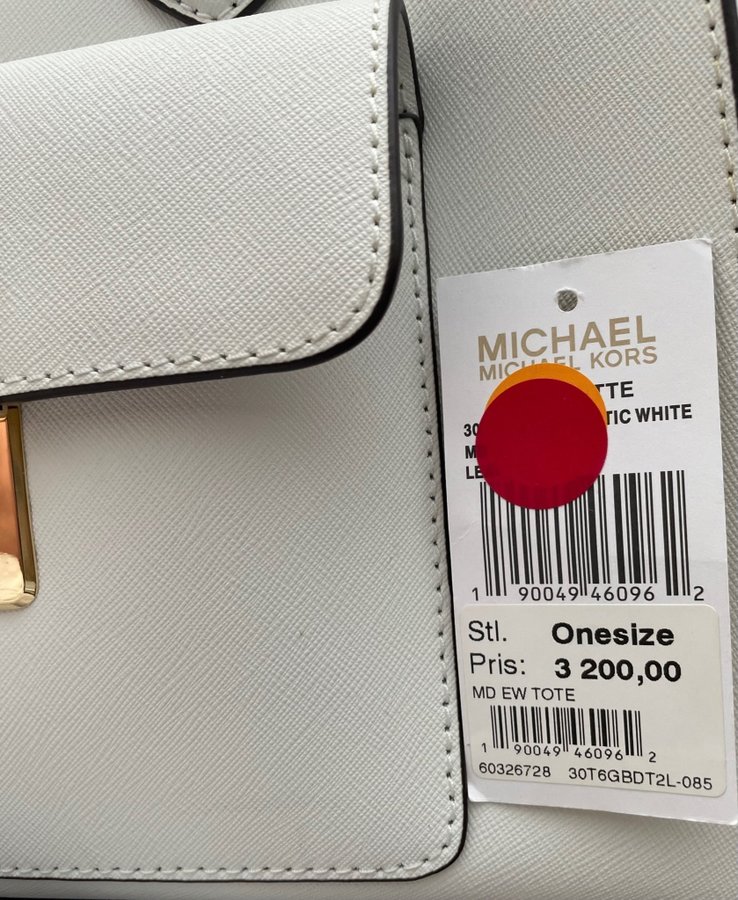 MICHAEL
MICHAEL KORS
TTE
30 TIC WHITE
M
LE
1 90049 46096 2
Stl. Onesize
Pris: 3 200,00
MD EW TOTE
1 90049 46096 2
60326728 30T6GBDT2L-085